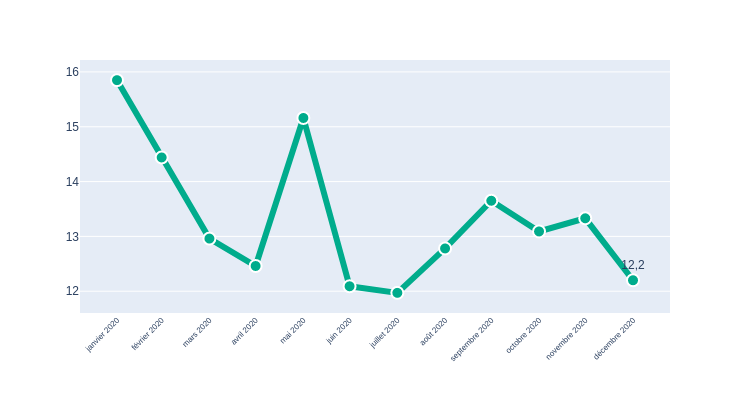 16
15
14
13
12
12,2
janvier 2020
février 2020
mars 2020
avril 2020
mai 2020
juin 2020
juillet 2020
août 2020
septembre 2020
octobre 2020
novembre 2020
décembre 2020